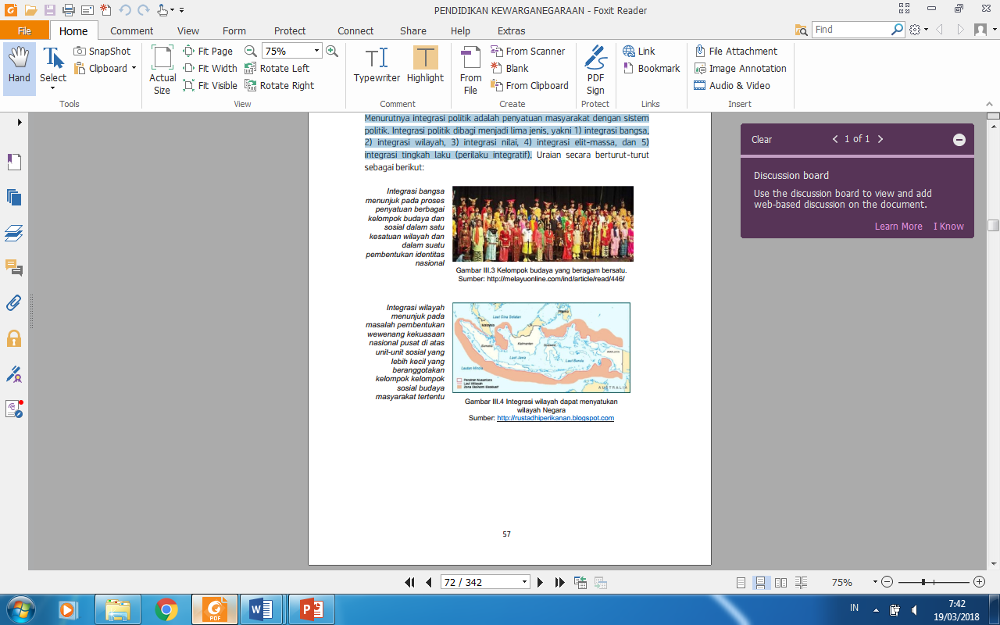 PENDIDIKAN KEWARGANEGARAAN - Foxit Reader
File Home Comment View Form Protect Connect Share Help Extras
Find
Hand
Select
SnapShot
Clipboard
Tools
Actual Size
Fit Page
Fit Width
Fit Visible
75%
Rotate Left
Rotate Right
View
Typewriter
Highlight
Comment
From File
From Scanner
Blank
From Clipboard
Create
PDF Sign
Protect
Link
Bookmark
Links
File Attachment
Image Annotation
Audio & Video
Insert
Menurutnya integrasi politik adalah penyatuan masyarakat dengan sistem
politik. Integrasi politik dibagi menjadi lima jenis, yakni 1) integrasi bangsa,
2) integrasi wilayah, 3) integrasi nilai, 4) integrasi elit-massa, dan 5)
integrasi tingkah laku (perilaku integratif). Uraian secara berturut-turut
sebagai berikut:
Integrasi bangsa
menunjuk pada proses
penyatuan berbagai
kelompok budaya dan
sosial dalam satu
kesatuan wilayah dan
dalam suatu
pembentukan identitas
nasional
Gambar III.3 Kelompok budaya yang beragam bersatu.
Sumber: http://melayuonline.com/ind/article/read/446/
Integrasi wilayah
menunjuk pada
masalah pembentukan
wewenang kekuasaan
nasional pusat di atas
unit-unit sosial yang
lebih kecil yang
beranggotakan
kelompok kelompok
sosial budaya
masyarakat tertentu
Laut Cina Selatan
Malaysia
Sumatra
Kalimantan
Laut Jawa
Laut Banda
Lautan Hindia
Perairan Nusantara
Laut Wilayah
Zona Ekonomi Eksklusif
AUSTRALIA
Gambar III.4 Integrasi wilayah dapat menyatukan
wilayah Negara
Sumber: http://rustadhiperikanan.blogspot.com
57
Clear
1 of 1
Discussion board
Use the discussion board to view and add
web-based discussion on the document.
Learn More I Know
72 / 342
75%
PDF
IN
7:42
19/03/2018